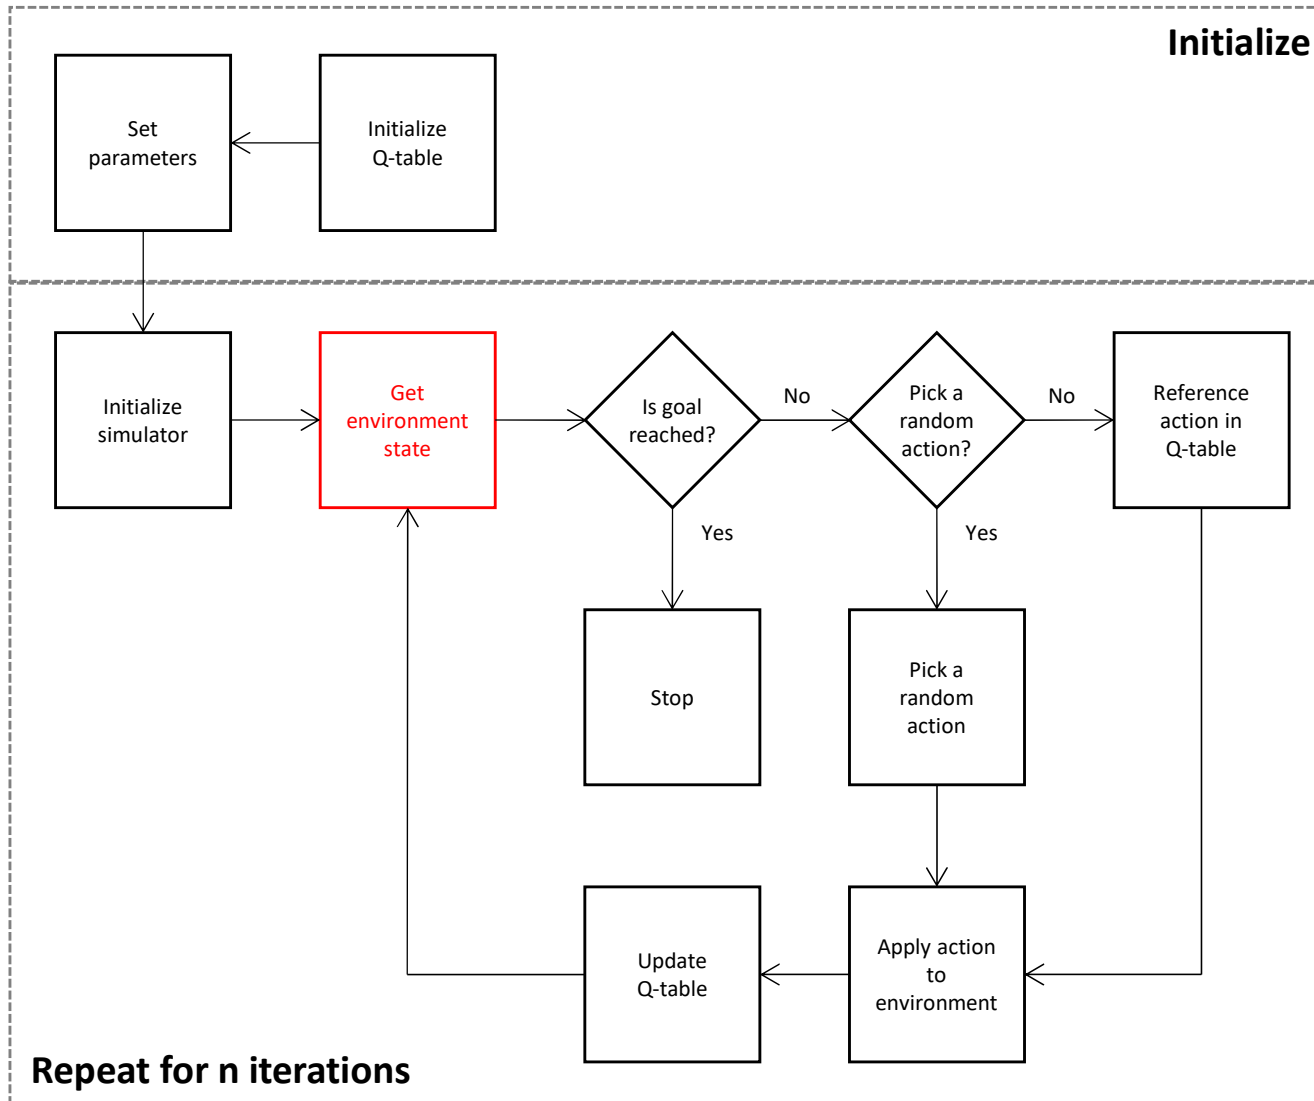 Initialize
Set
parameters
Initialize
Q-table
Initialize
simulator
Get
environment
state
Is goal
reached?
No
Pick a
random
action?
No
Reference
action in
Q-table
Yes
Yes
Stop
Pick a
random
action
Update
Q-table
Apply action
to
environment
Repeat for n iterations